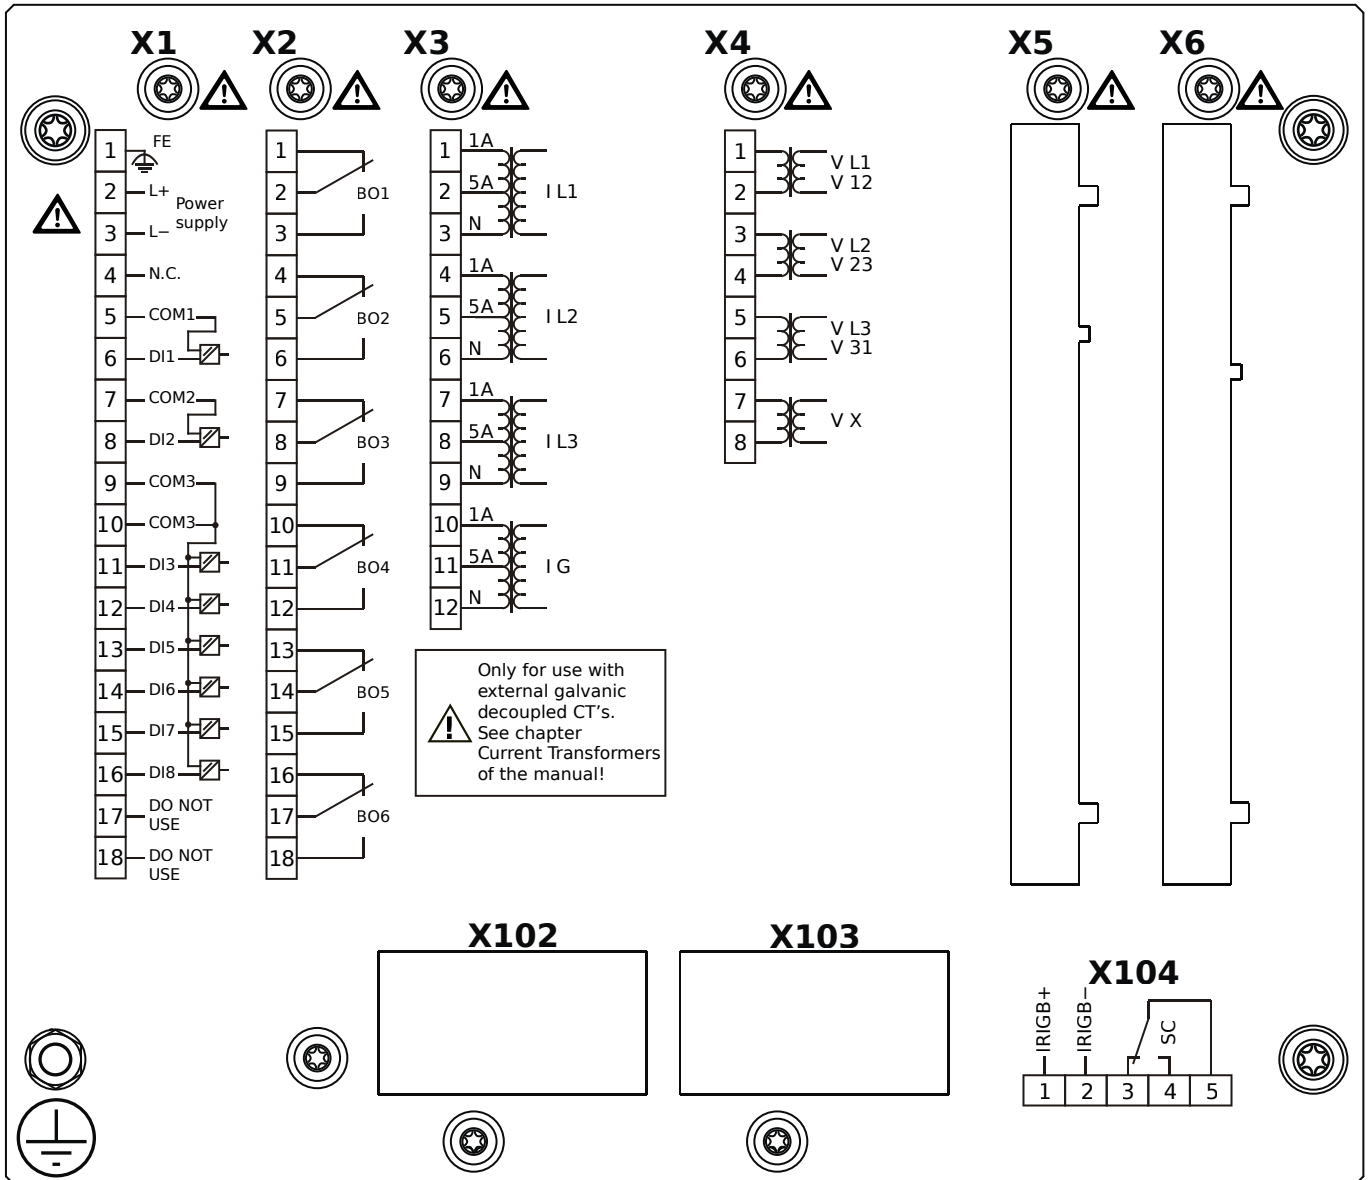 X1
X2
X3
X4
X5
X6
1
FE
2
L+
Power
supply
3
L−
4
N.C.
5
COM1
6
DI1
7
COM2
8
DI2
9
COM3
10
COM3
11
DI3
12
DI4
13
DI5
14
DI6
15
DI7
16
DI8
17
DO NOT
USE
18
DO NOT
USE
1
2
BO1
3
4
5
BO2
6
7
8
BO3
9
10
11
BO4
12
13
14
BO5
15
16
17
BO6
18
1
1A
2
5A
I L1
3
N
4
1A
5
5A
I L2
6
N
7
1A
8
5A
I L3
9
N
10
1A
11
5A
I G
12
N
Only for use with
external galvanic
decoupled CT's.
See chapter
Current Transformers
of the manual!
1
V L1
2
V 12
3
V L2
4
V 23
5
V L3
6
V 31
7
V X
8
X102
X103
X104
IRIGB+
IRIGB−
SC
1
2
3
4
5